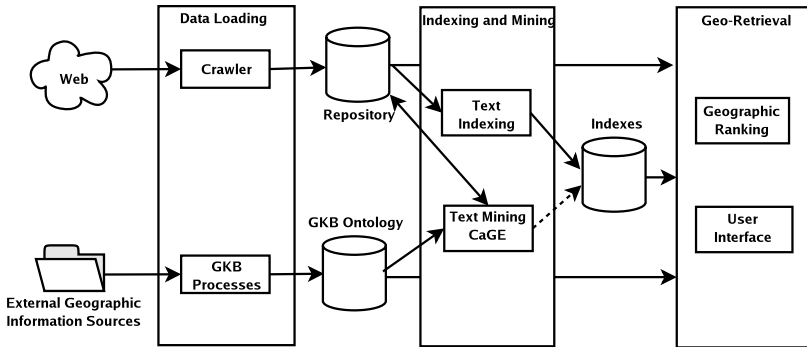 Data Loading
Indexing and Mining
Geo-Retrieval
Web
Crawler
Repository
Text
Indexing
Indexes
Geographic
Ranking
GKB Ontology
Text Mining
CaGE
User
Interface
GKB
Processes
External Geographic
Information Sources